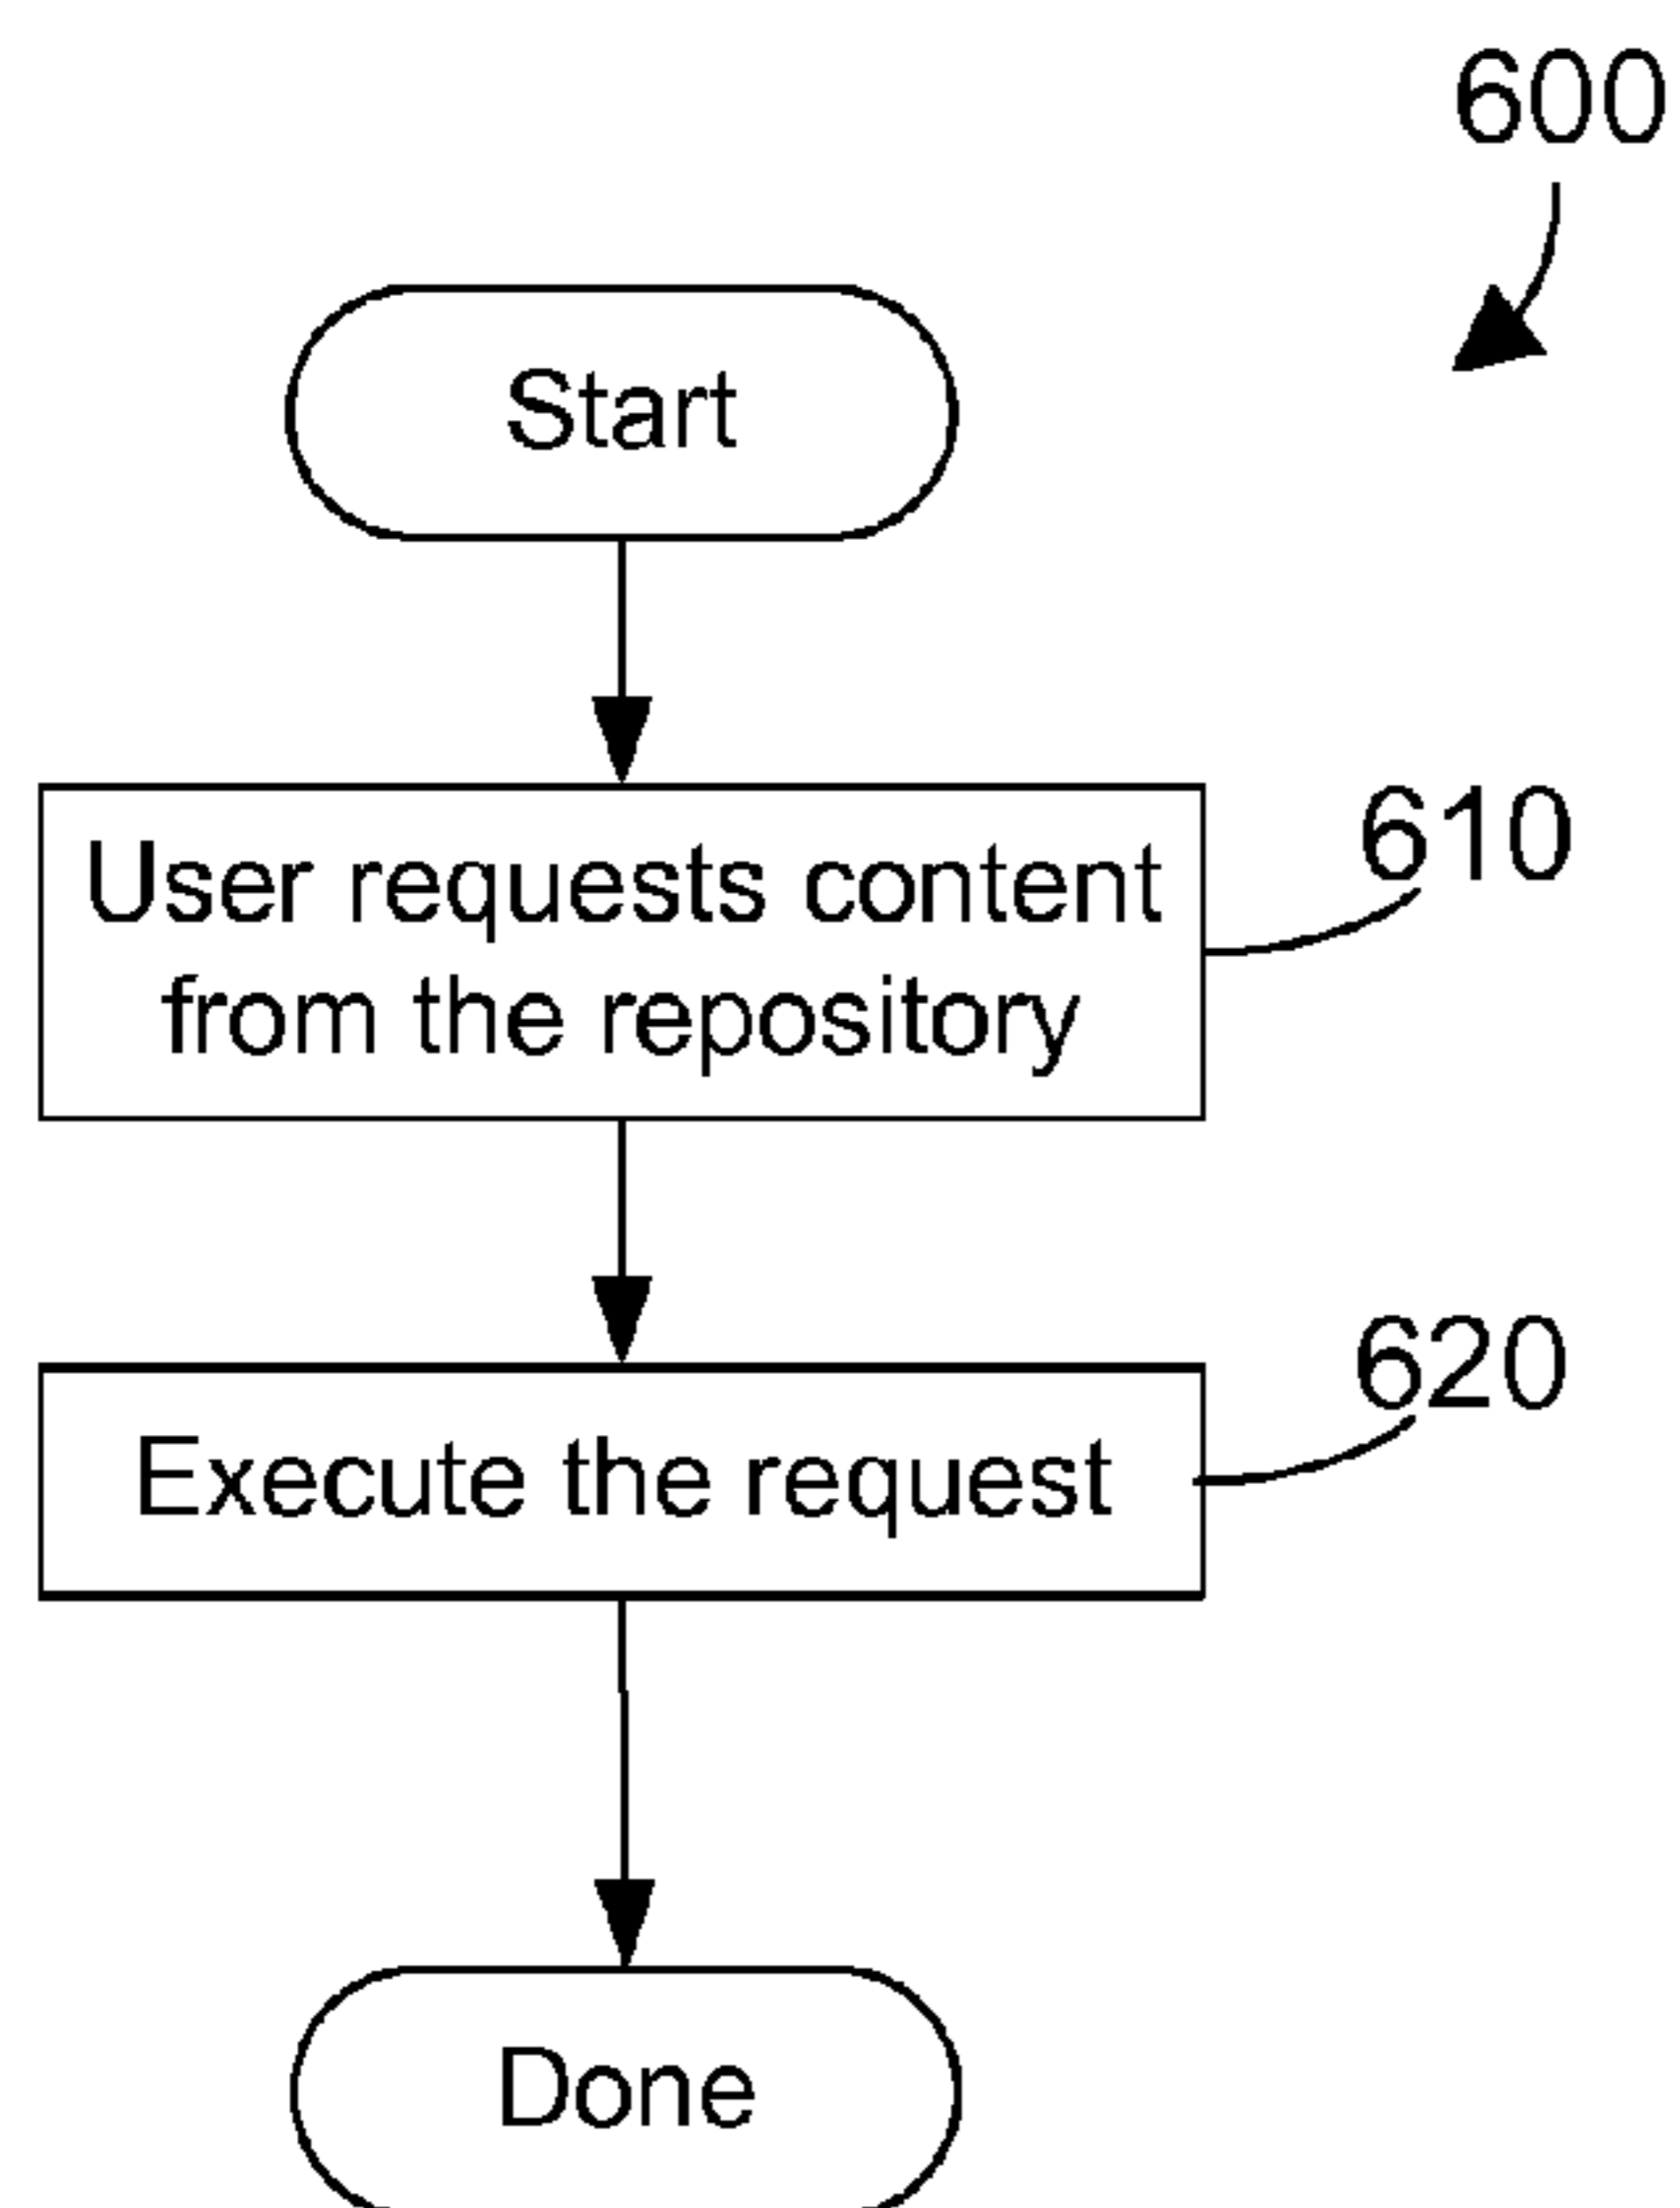 600
Start
User requests content
from the repository
610
Execute the request
620
Done